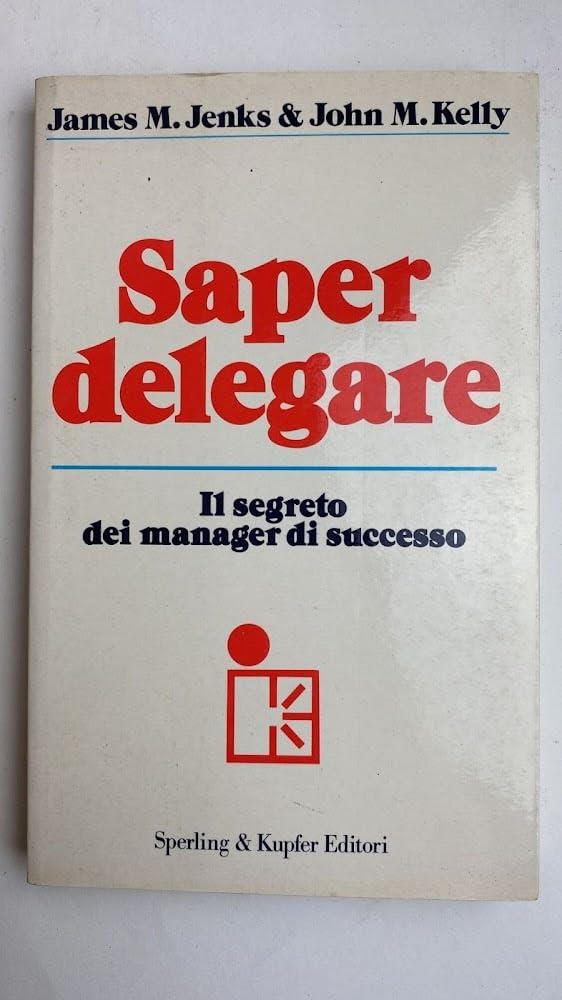 James M. Jenks & John M. Kelly
Saper
delegare
Il segreto
dei manager di successo
Sperling & Kupfer Editori